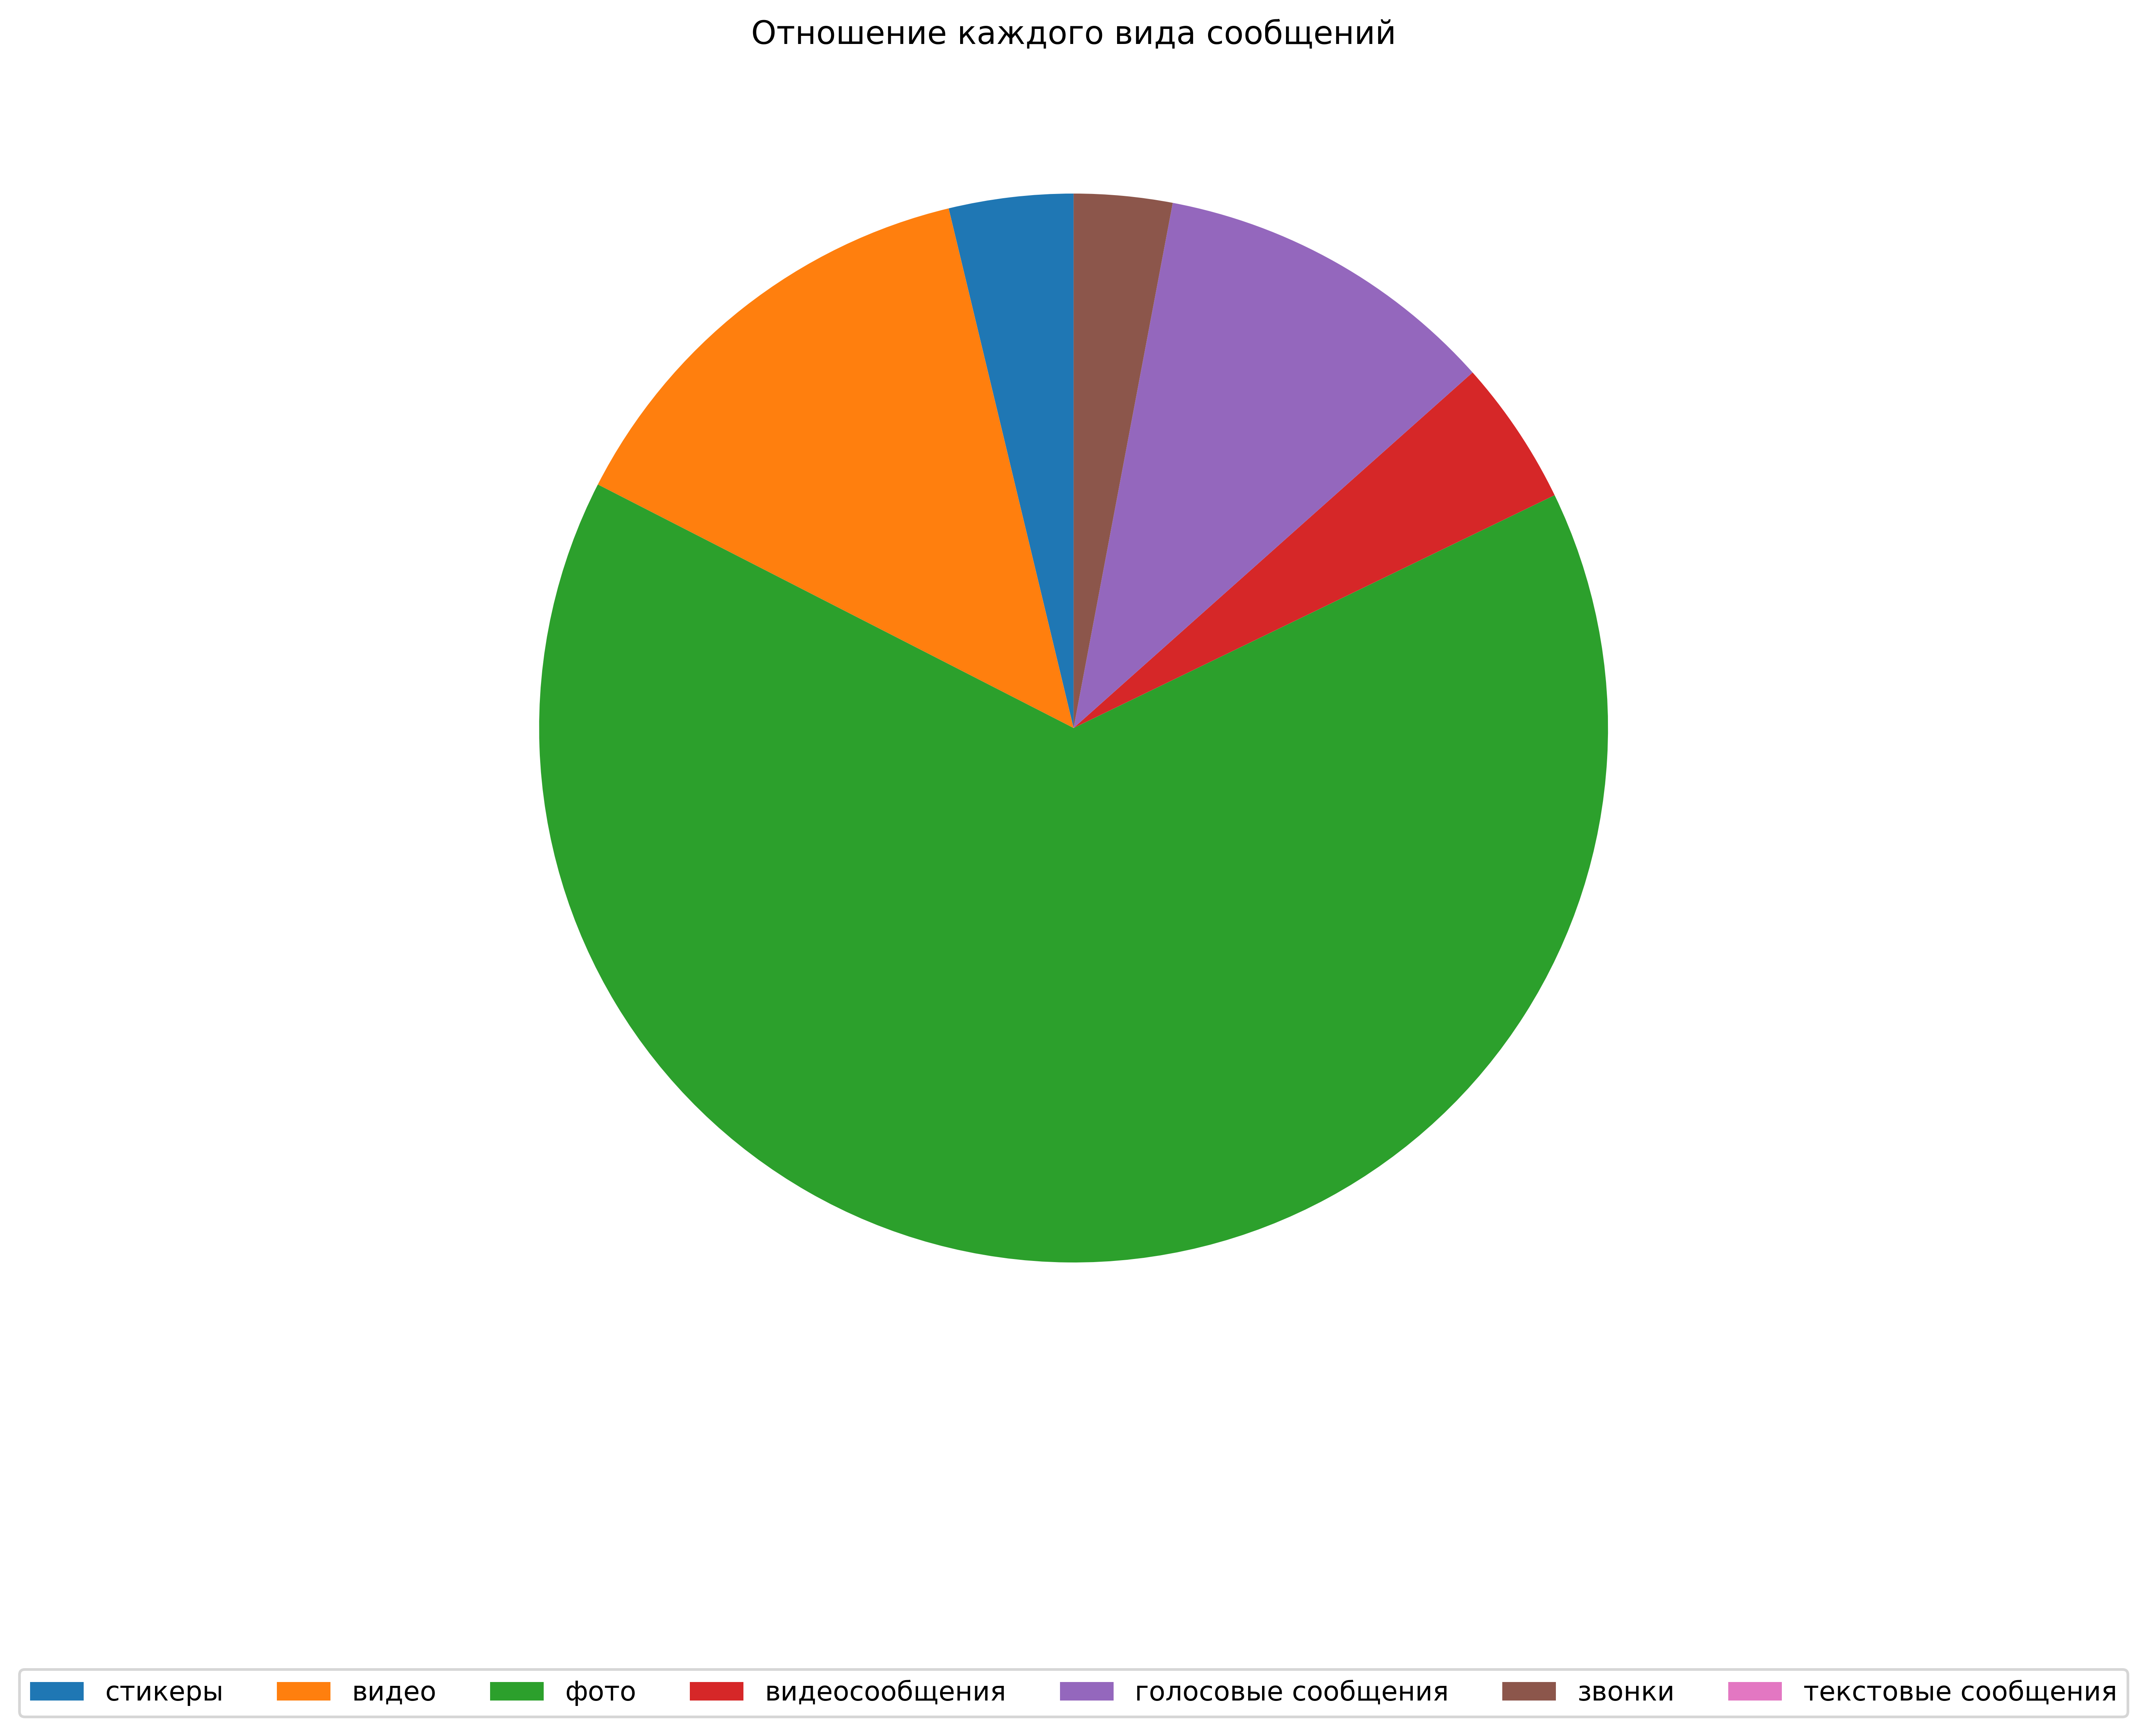 Отношение каждого вида сообщений
стикеры видео фото видеосообщения голосовые сообщения звонки текстовые сообщения